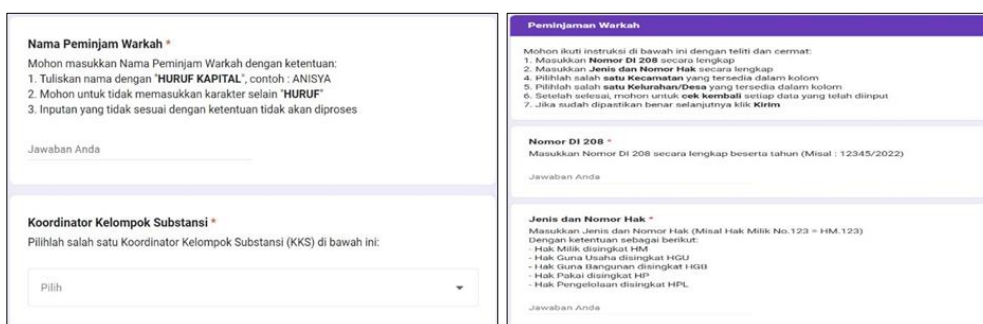 Nama Peminjam Warkah *
Mohon masukkan Nama Peminjam Warkah dengan ketentuan:
1. Tuliskan nama dengan "HURUF KAPITAL", contoh : ANISYA
2. Mohon untuk tidak memasukkan karakter selain "HURUF"
3. Inputan yang tidak sesuai dengan ketentuan tidak akan diproses
Jawaban Anda
Koordinator Kelompok Substansi *
Pilihlah salah satu Koordinator Kelompok Substansi (KKS) di bawah ini:
Pilih
Peminjaman Warkah
Mohon ikuti instruksi di bawah ini dengan teliti dan cermat:
1. Masukkan Nomor DI 208 secara lengkap
2. Masukkan Jenis dan Nomor Hak secara lengkap
4. Pilihlah salah satu Kecamatan yang tersedia dalam kolom
5. Pilihlah salah satu Kelurahan/Desa yang tersedia dalam kolom
6. Setelah selesai, mohon untuk cek kembali setiap data yang telah diinput
7. Jika sudah dipastikan benar selanjutnya klik Kirim
Nomor DI 208 *
Masukkan Nomor DI 208 secara lengkap beserta tahun (Misal : 12345/2022)
Jawaban Anda
Jenis dan Nomor Hak *
Masukkan Jenis dan Nomor Hak (Misal Hak Milik No.123 = HM.123)
Dengan ketentuan sebagai berikut:
- Hak Milik disingkat HM
- Hak Guna Usaha disingkat HGU
- Hak Guna Bangunan disingkat HGB
- Hak Pakai disingkat HP
- Hak Pengelolaan disingkat HPL
Jawaban Anda